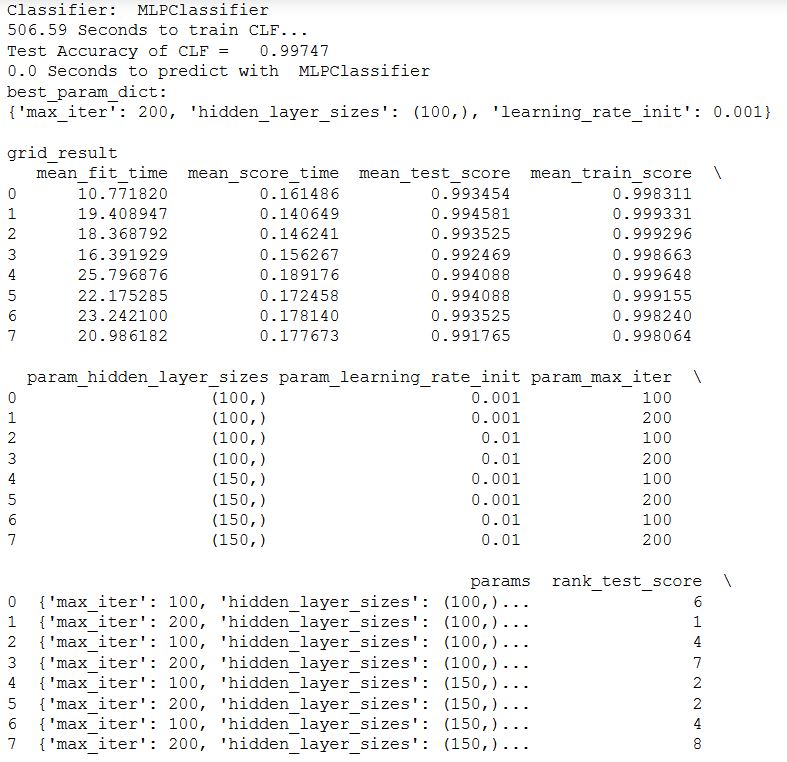 Classifier:  MLPClassifier
506.59 Seconds to train CLF...
Test Accuracy of CLF =   0.99747
0.0 Seconds to predict with  MLPClassifier
best_param_dict:
{'max_iter': 200, 'hidden_layer_sizes': (100,), 'learning_rate_init': 0.001}
grid_result
   mean_fit_time  mean_score_time  mean_test_score  mean_train_score  \
0      10.771820         0.161486         0.993454          0.998311
1      19.408947         0.140649         0.994581          0.999331
2      18.368792         0.146241         0.993525          0.999296
3      16.391929         0.156267         0.992469          0.998663
4      25.796876         0.189176         0.994088          0.999648
5      22.175285         0.172458         0.994088          0.999155
6      23.242100         0.178140         0.993525          0.998240
7      20.986182         0.177673         0.991765          0.998064
  param_hidden_layer_sizes param_learning_rate_init param_max_iter  \
0                   (100,)                    0.001            100
1                   (100,)                    0.001            200
2                   (100,)                     0.01            100
3                   (100,)                     0.01            200
4                   (150,)                    0.001            100
5                   (150,)                    0.001            200
6                   (150,)                     0.01            100
7                   (150,)                     0.01            200
                                              params  rank_test_score  \
0  {'max_iter': 100, 'hidden_layer_sizes': (100,)...                6
1  {'max_iter': 200, 'hidden_layer_sizes': (100,)...                1
2  {'max_iter': 100, 'hidden_layer_sizes': (100,)...                4
3  {'max_iter': 200, 'hidden_layer_sizes': (100,)...                7
4  {'max_iter': 100, 'hidden_layer_sizes': (150,)...                2
5  {'max_iter': 200, 'hidden_layer_sizes': (150,)...                2
6  {'max_iter': 100, 'hidden_layer_sizes': (150,)...                4
7  {'max_iter': 200, 'hidden_layer_sizes': (150,)...                8